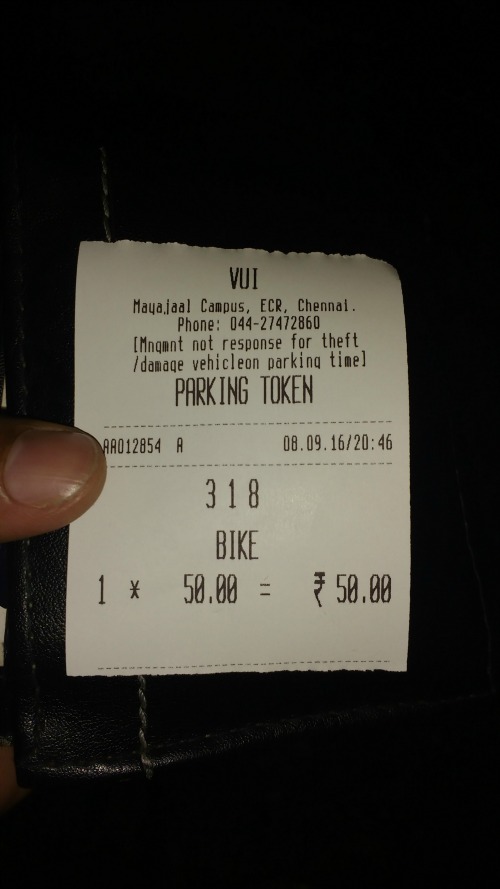 VUI
Mayajaal Campus, ECR, Chennai.
Phone: 044-27472860
[Mngmnt not response for theft
/damage vehicleon parking time]
PARKING TOKEN
AA012854 A 08.09.16/20:46
318
BIKE
1 * 50.00 = ₹ 50.00